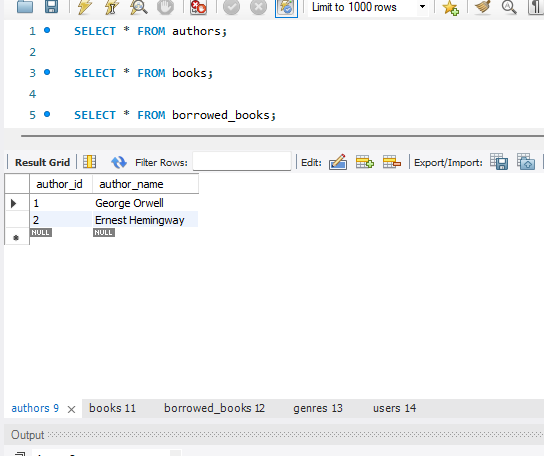 Limit to 1000 rows
1 SELECT * FROM authors;
2
3 SELECT * FROM books;
4
5 SELECT * FROM borrowed_books;
Result Grid Filter Rows: Edit: Export/Import:
author_id author_name
1 George Orwell
2 Ernest Hemingway
NULL NULL
authors 9 books 11 borrowed_books 12 genres 13 users 14
Output